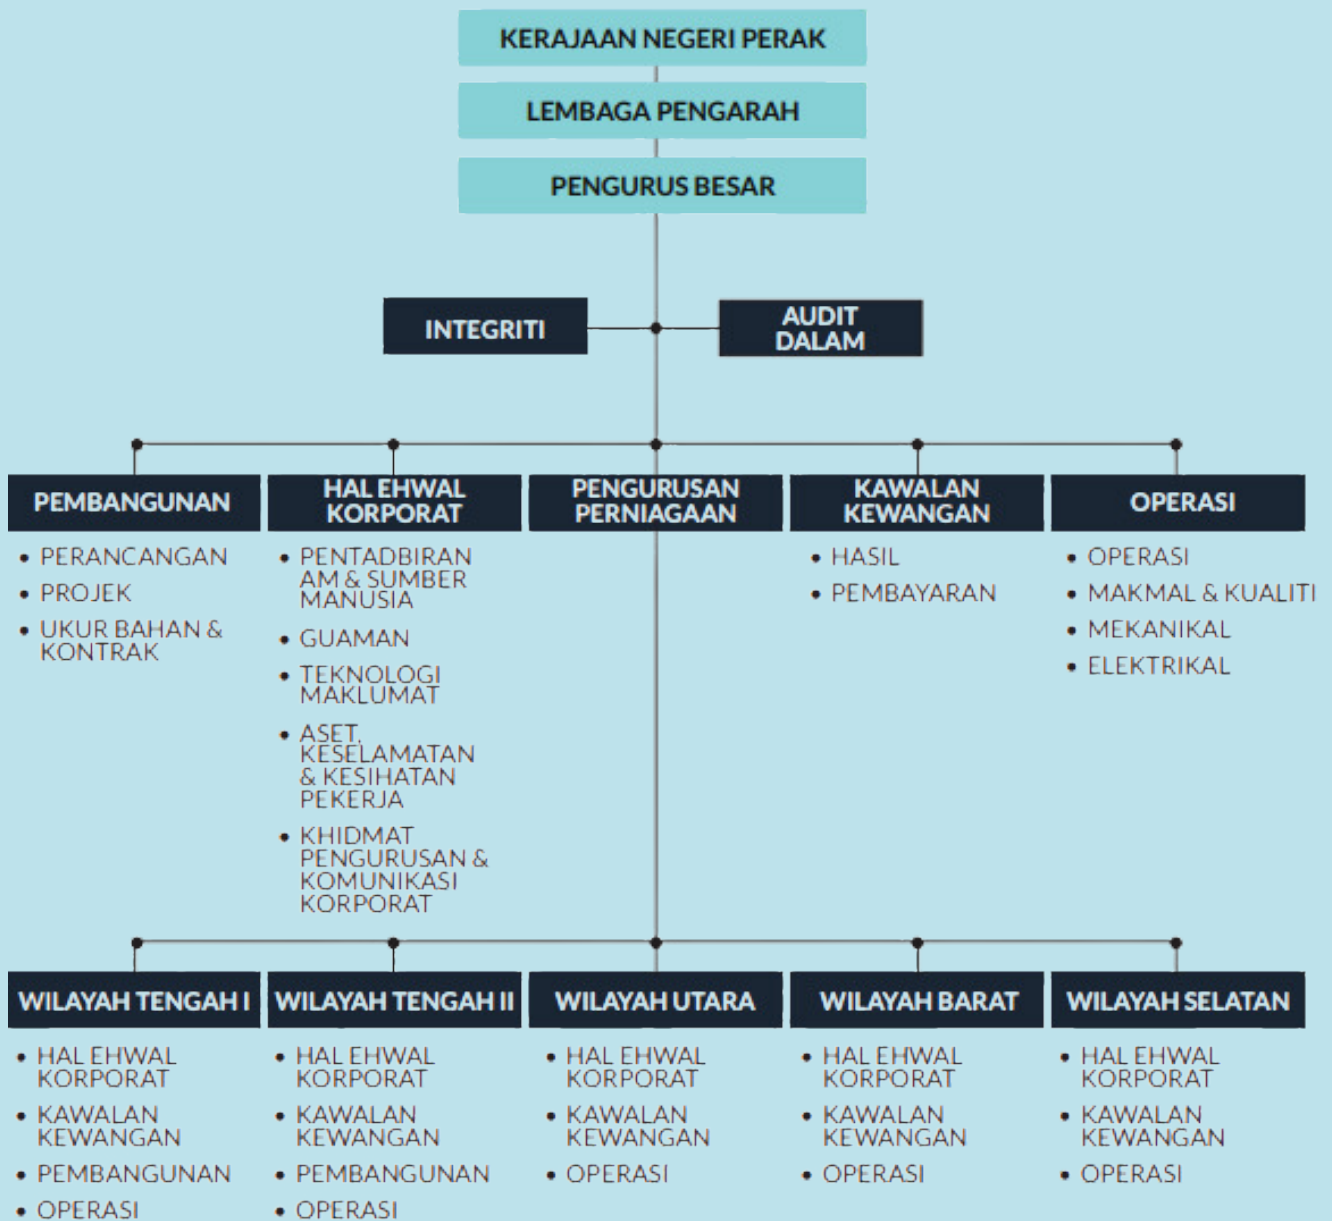 KERAJAAN NEGERI PERAK
LEMBAGA PENGARAH
PENGURUS BESAR
INTEGRITI
AUDIT
DALAM
PEMBANGUNAN
• PERANCANGAN
• PROJEK
• UKUR BAHAN &
KONTRAK
HAL EHWAL
KORPORAT
• PENTADBIRAN
AM & SUMBER
MANUSIA
• GUAMAN
• TEKNOLOGI
MAKLUMAT
• ASET,
KESELAMATAN
& KESIHATAN
PEKERJA
• KHIDMAT
PENGURUSAN &
KOMUNIKASI
KORPORAT
PENGURUSAN
PERNIAGAAN
KAWALAN
KEWANGAN
• HASIL
• PEMBAYARAN
OPERASI
• OPERASI
• MAKMAL & KUALITI
• MEKANIKAL
• ELEKTRIKAL
WILAYAH TENGAH I
• HAL EHWAL
KORPORAT
• KAWALAN
KEWANGAN
• PEMBANGUNAN
• OPERASI
WILAYAH TENGAH II
• HAL EHWAL
KORPORAT
• KAWALAN
KEWANGAN
• PEMBANGUNAN
• OPERASI
WILAYAH UTARA
• HAL EHWAL
KORPORAT
• KAWALAN
KEWANGAN
• OPERASI
WILAYAH BARAT
• HAL EHWAL
KORPORAT
• KAWALAN
KEWANGAN
• OPERASI
WILAYAH SELATAN
• HAL EHWAL
KORPORAT
• KAWALAN
KEWANGAN
• OPERASI